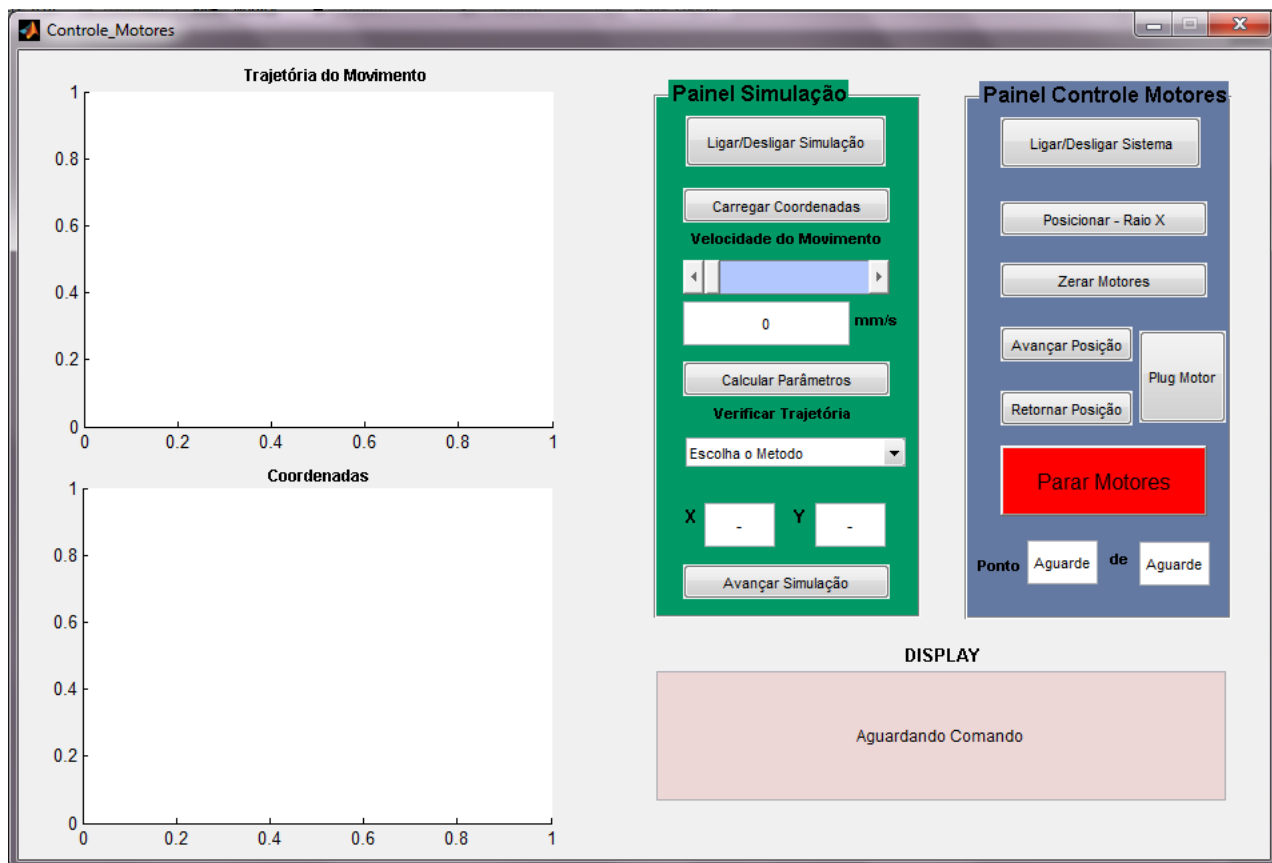 Controle_Motores
Trajetória do Movimento
1
0.8
0.6
0.4
0.2
0
0 0.2 0.4 0.6 0.8 1
Coordenadas
1
0.8
0.6
0.4
0.2
0
0 0.2 0.4 0.6 0.8 1
Painel Simulação
Ligar/Desligar Simulação
Carregar Coordenadas
Velocidade do Movimento
0 mm/s
Calcular Parâmetros
Verificar Trajetória
Escolha o Metodo
X - Y -
Avançar Simulação
Painel Controle Motores
Ligar/Desligar Sistema
Posicionar - Raio X
Zerar Motores
Avançar Posição
Plug Motor
Retornar Posição
Parar Motores
Ponto Aguarde de Aguarde
DISPLAY
Aguardando Comando